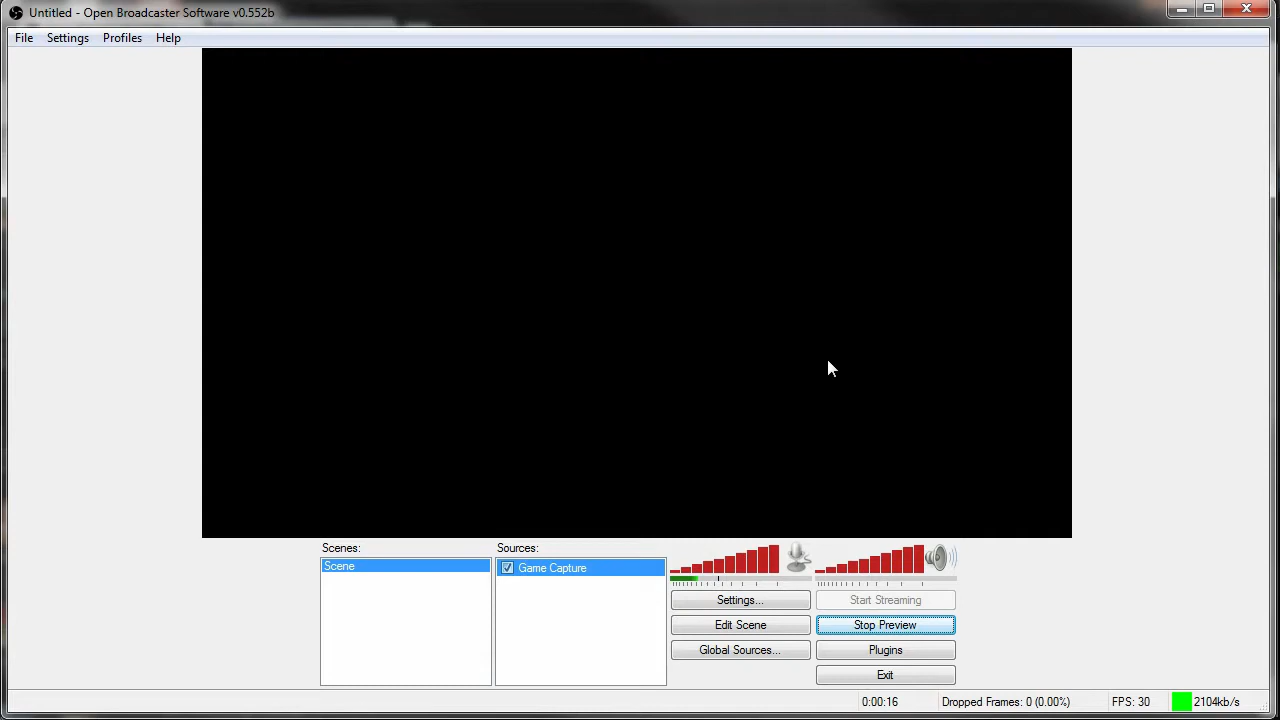 Untitled - Open Broadcaster Software v0.552b
File Settings Profiles Help
Scenes:
Scene
Sources:
Game Capture
Settings...
Start Streaming
Edit Scene
Stop Preview
Global Sources...
Plugins
Exit
0:00:16 Dropped Frames: 0 (0.00%) FPS: 30 2104kb/s